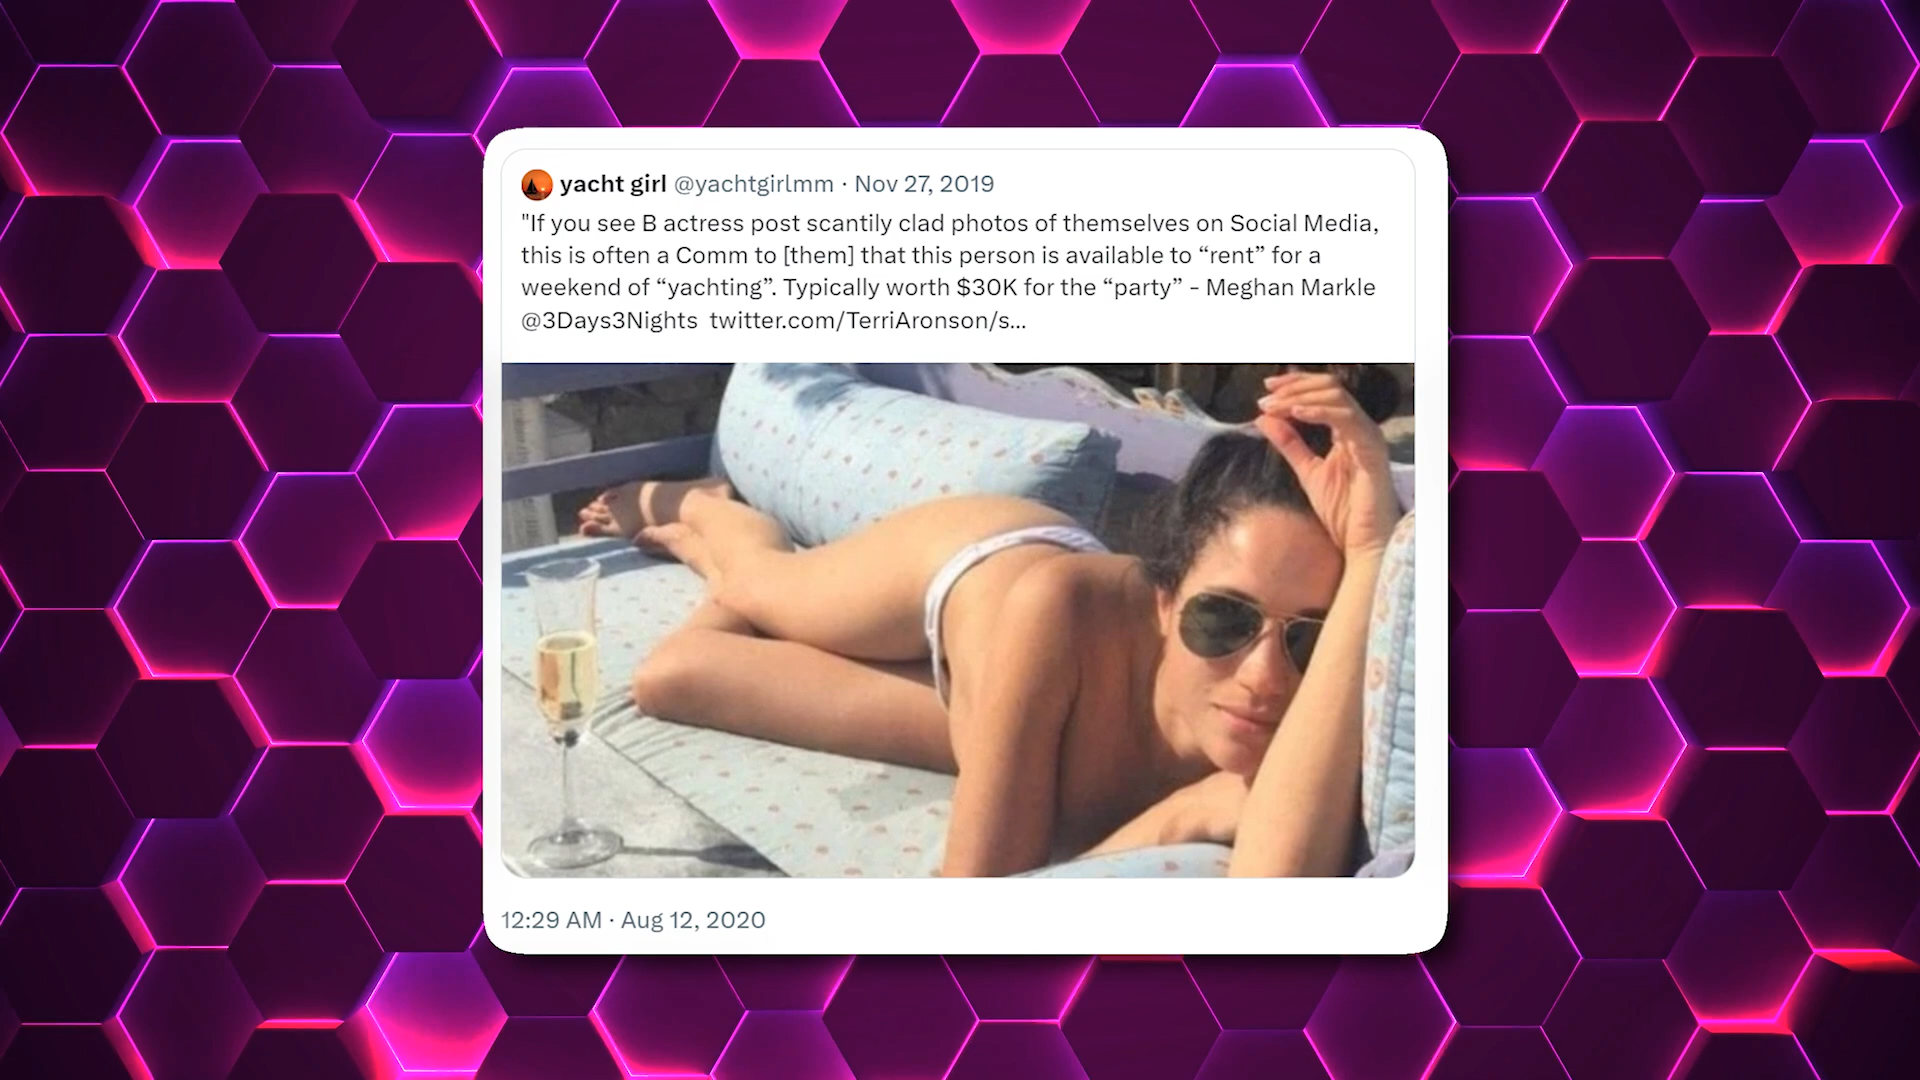 yacht girl @yachtgirlmm · Nov 27, 2019
"If you see B actress post scantily clad photos of themselves on Social Media,
this is often a Comm to [them] that this person is available to “rent” for a
weekend of “yachting”. Typically worth $30K for the “party” - Meghan Markle
@3Days3Nights twitter.com/TerriAronson/s...
12:29 AM · Aug 12, 2020